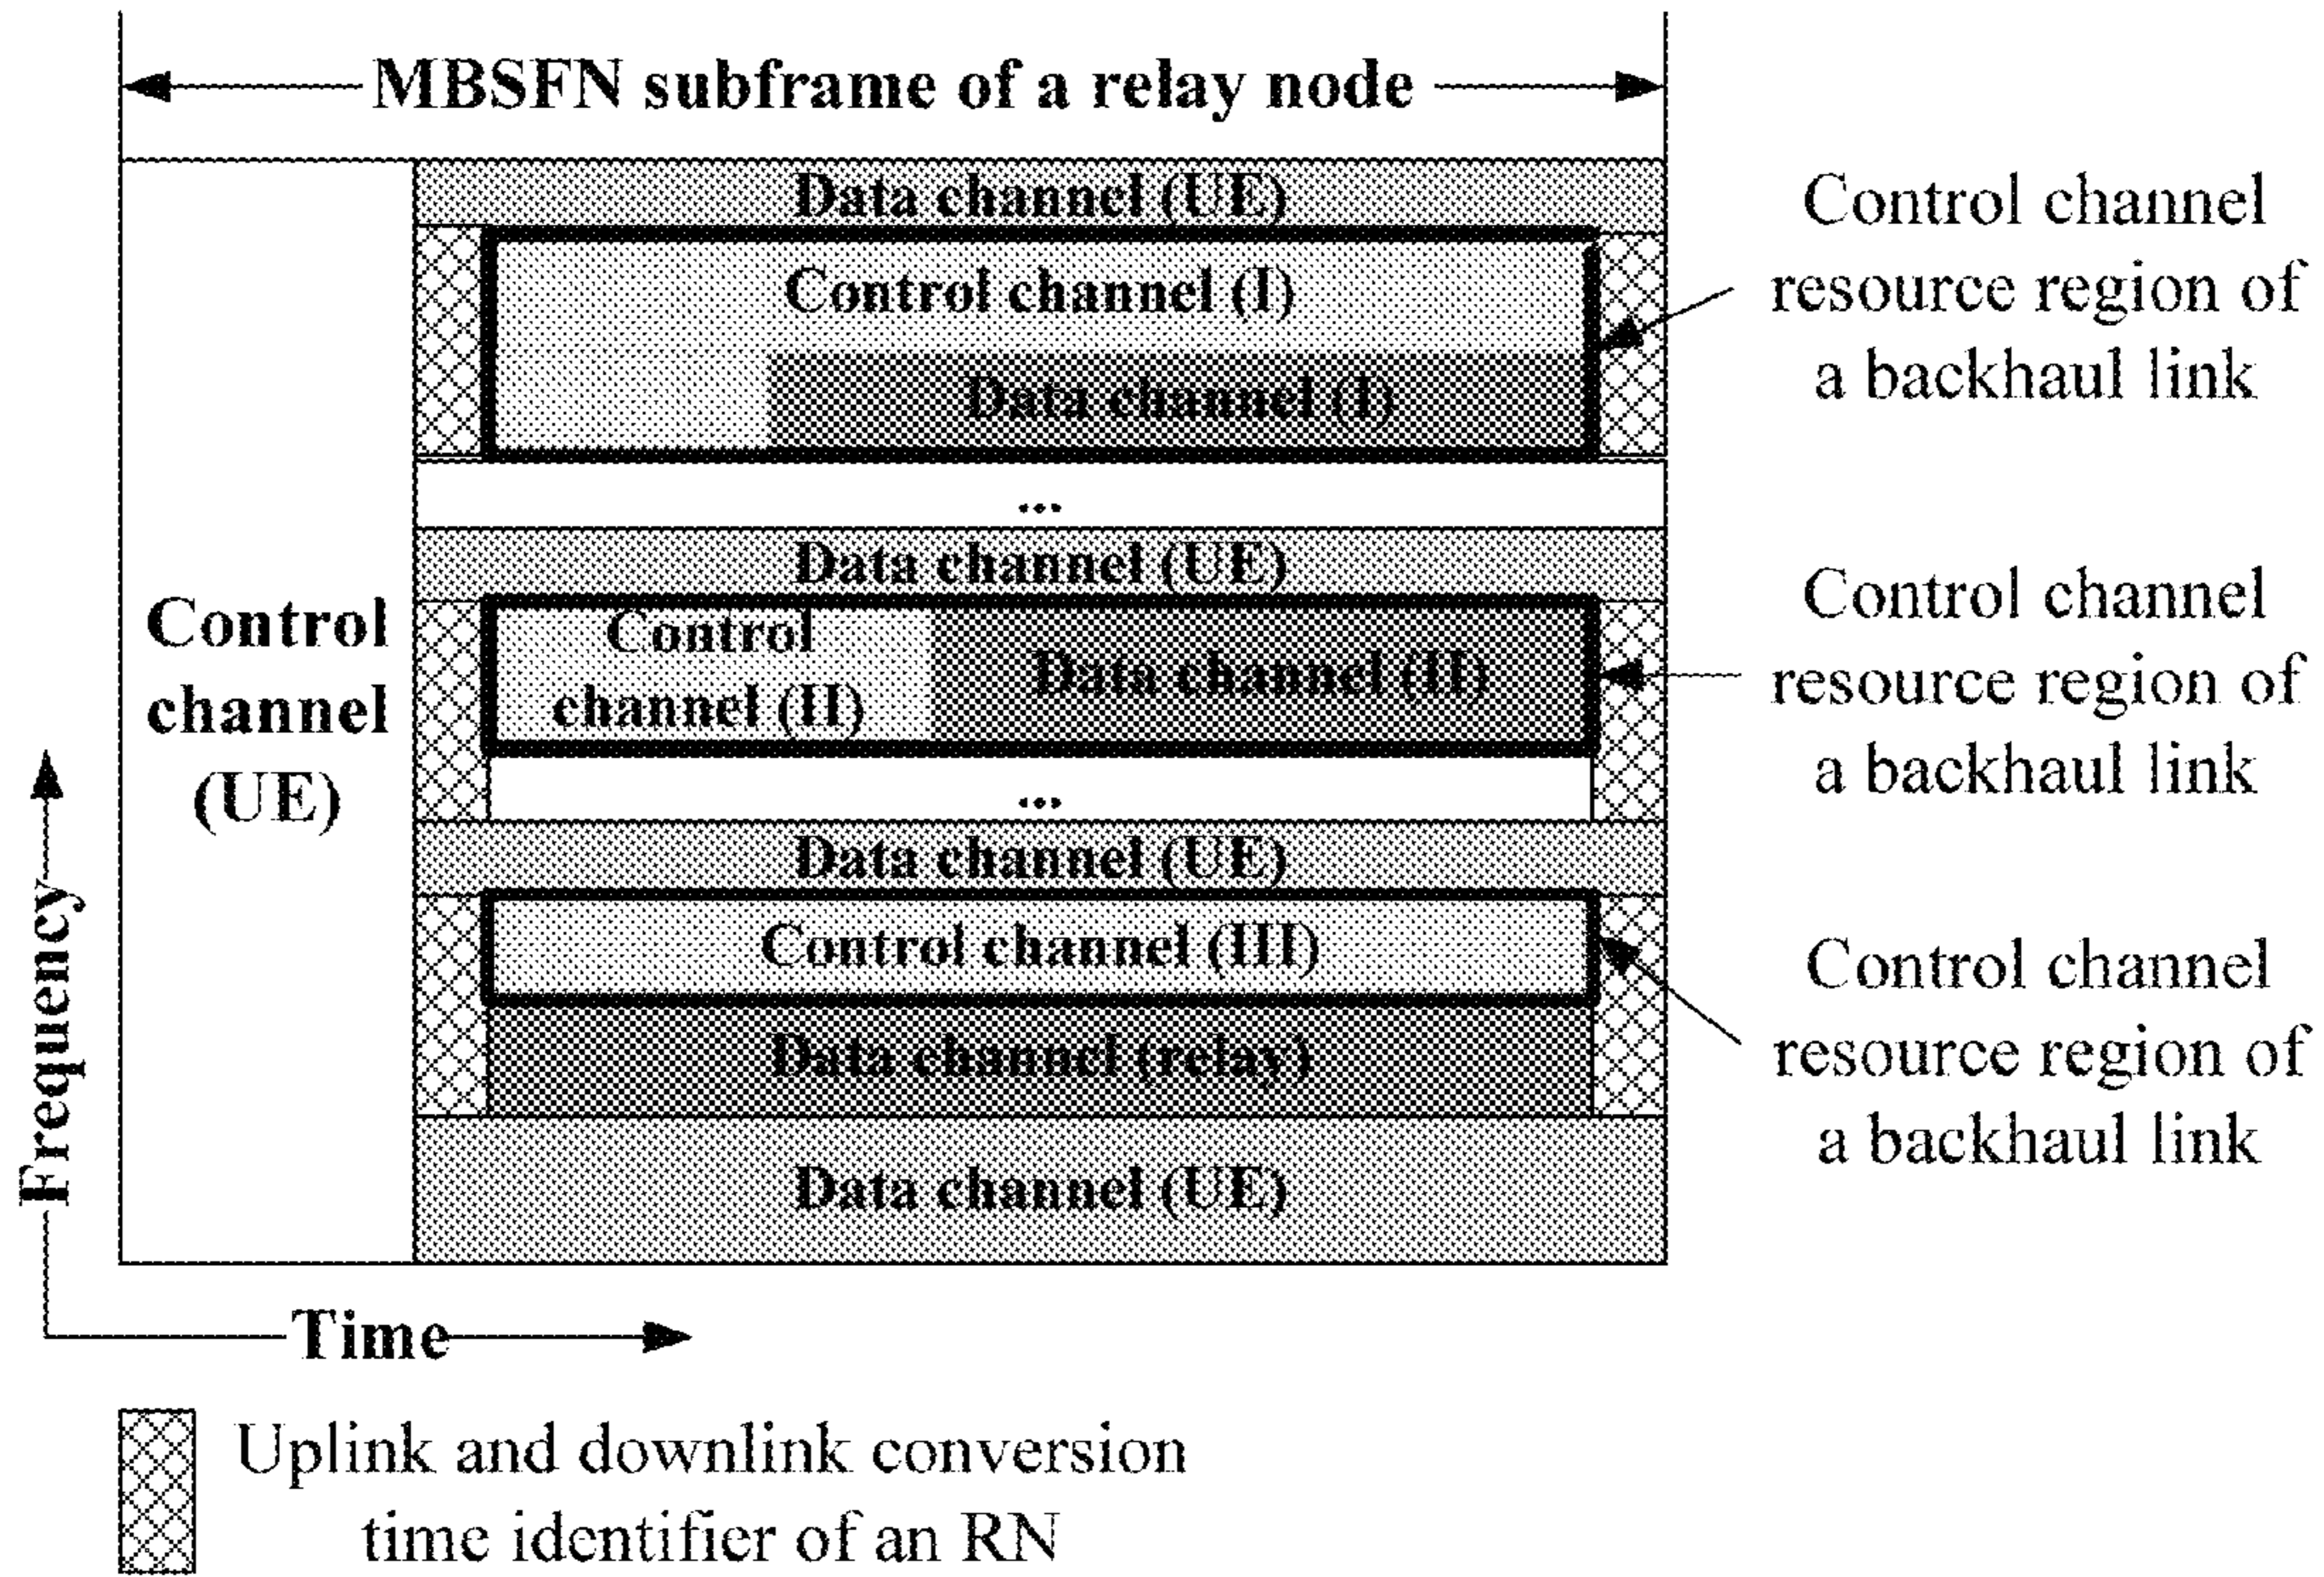 MBSFN subframe of a relay node
Data channel (UE)
Control channel (I)
Data channel (I)
...
Data channel (UE)
Control
channel (II)
Data channel (II)
...
Data channel (UE)
Control channel (III)
Data channel (relay)
Data channel (UE)
Control
channel
(UE)
Control channel
resource region of
a backhaul link
Control channel
resource region of
a backhaul link
Control channel
resource region of
a backhaul link
Frequency
Time
Uplink and downlink conversion
time identifier of an RN